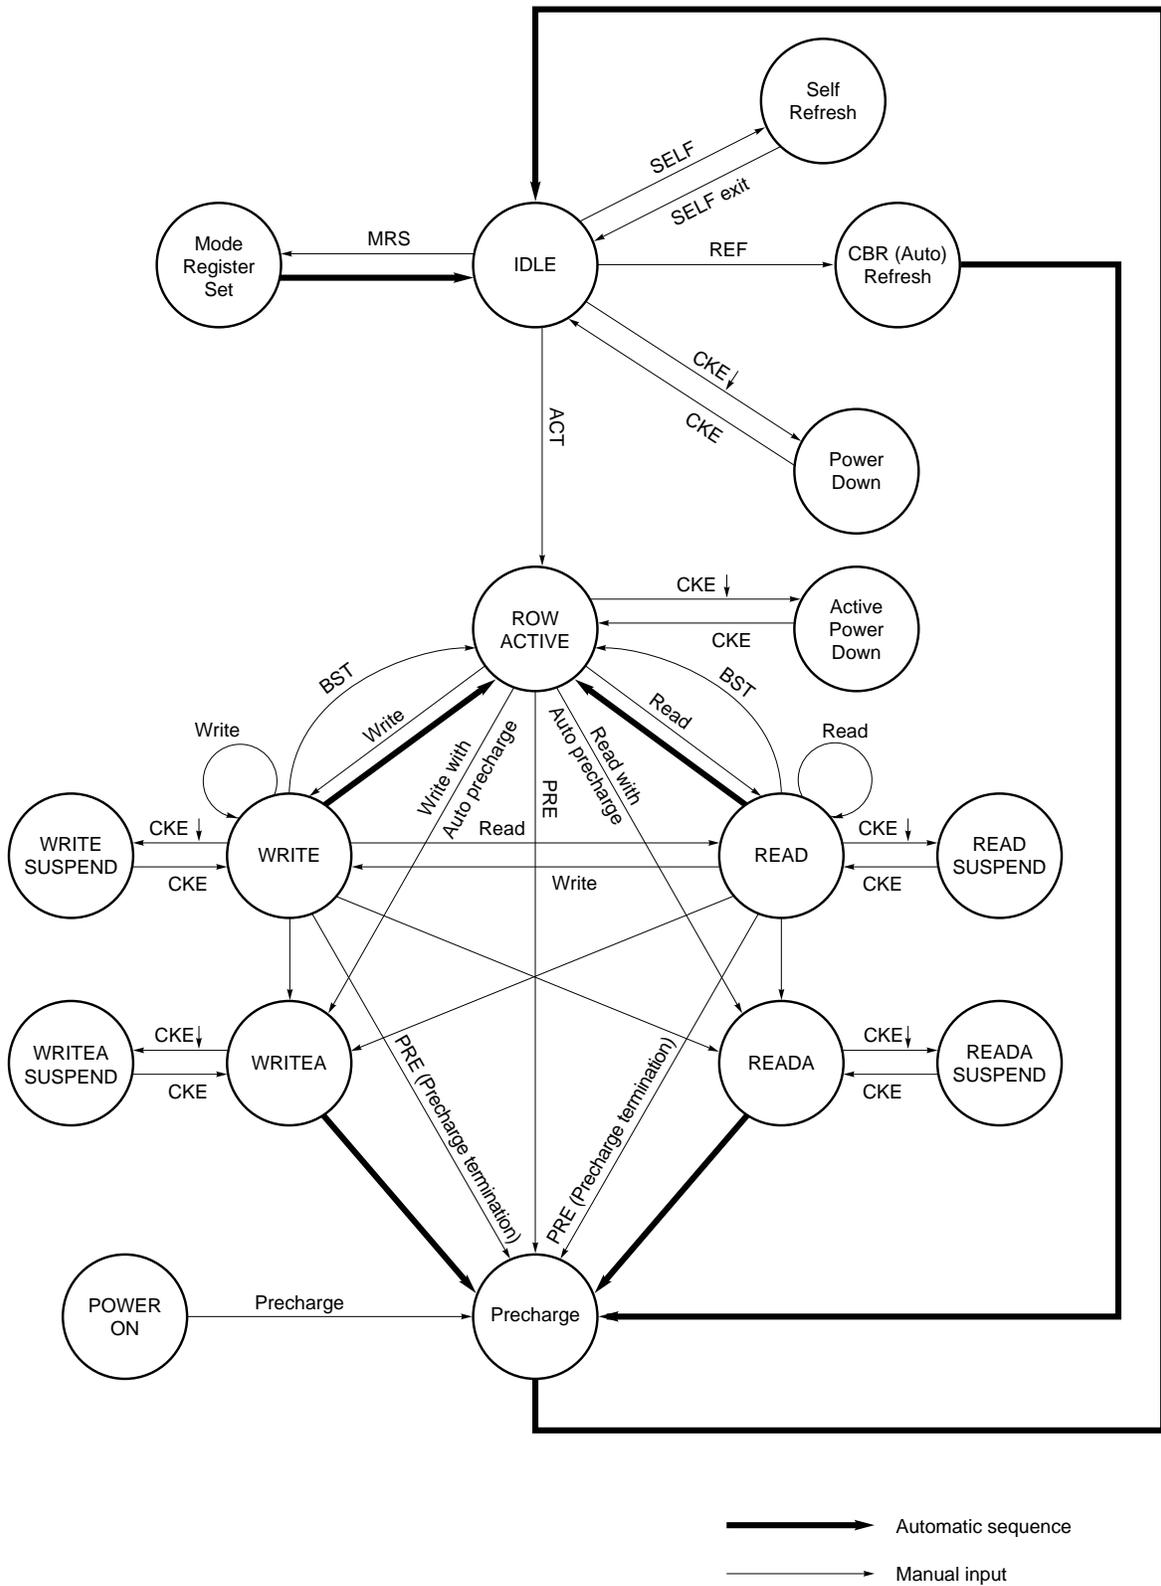 Self
Refresh
SELF
SELF exit
Mode
Register
Set
MRS
IDLE
REF
CBR (Auto)
Refresh
CKE
CKE
ACT
Power
Down
ROW
ACTIVE
CKE
CKE
Active
Power
Down
BST
Write
Write
Write with
Auto precharge
PRE
Read with
Auto precharge
Read
BST
Read
WRITE
SUSPEND
CKE
CKE
WRITE
Read
Write
READ
CKE
CKE
READ
SUSPEND
WRITEA
SUSPEND
CKE
CKE
WRITEA
PRE (Precharge termination)
PRE (Precharge termination)
READA
CKE
CKE
READA
SUSPEND
POWER
ON
Precharge
Precharge
Automatic sequence
Manual input